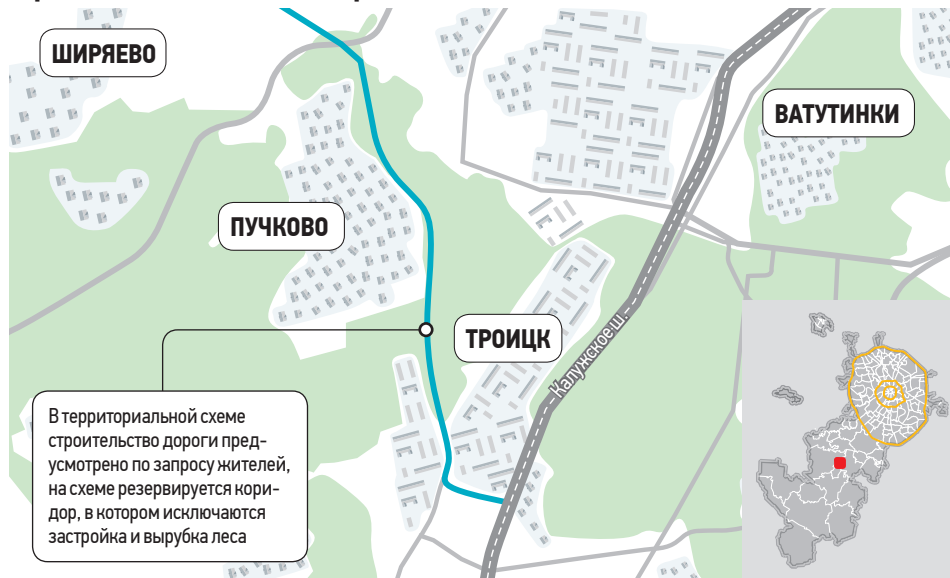 ШИРЯЕВО
ВАТУТИНКИ
ПУЧКОВО
ТРОИЦК
Калужское ш.
В территориальной схеме
строительство дороги пред-
усмотрено по запросу жителей,
на схеме резервируется кори-
дор, в котором исключаются
застройка и вырубка леса